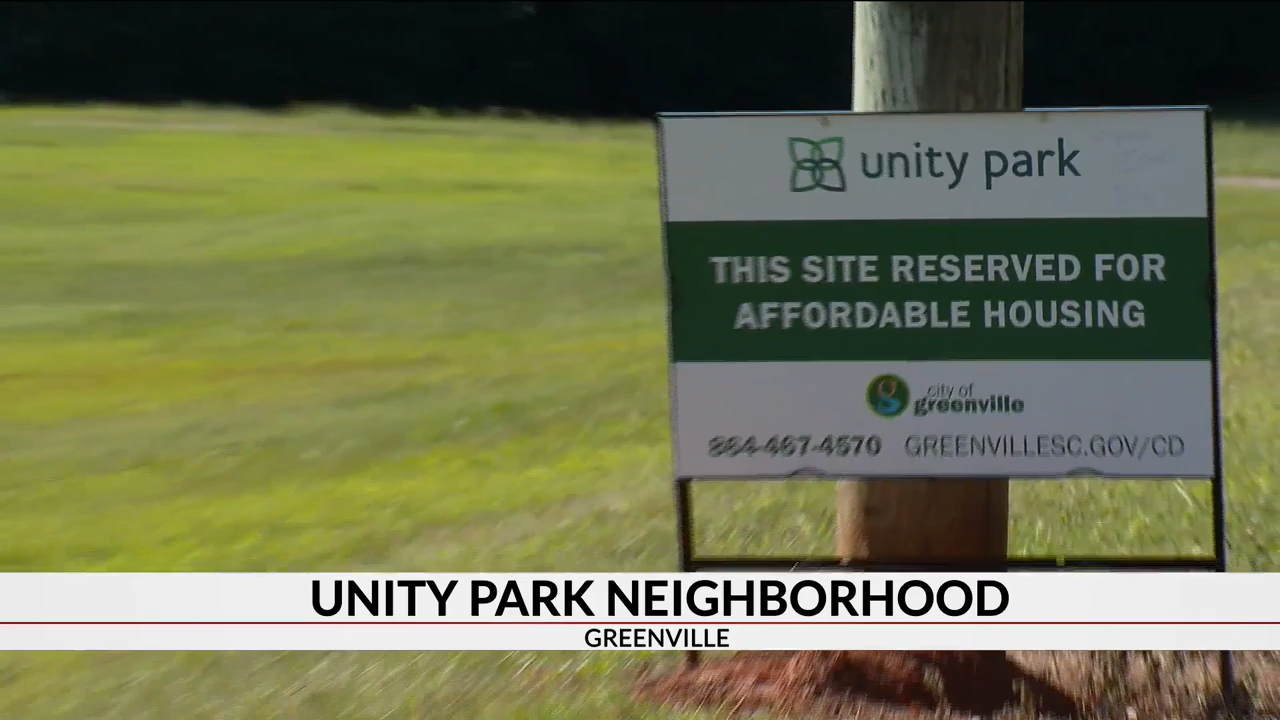 unity park
THIS SITE RESERVED FOR
AFFORDABLE HOUSING
city of
greenville
864-467-4570 GREENVILLESC.GOV/CD
UNITY PARK NEIGHBORHOOD
GREENVILLE